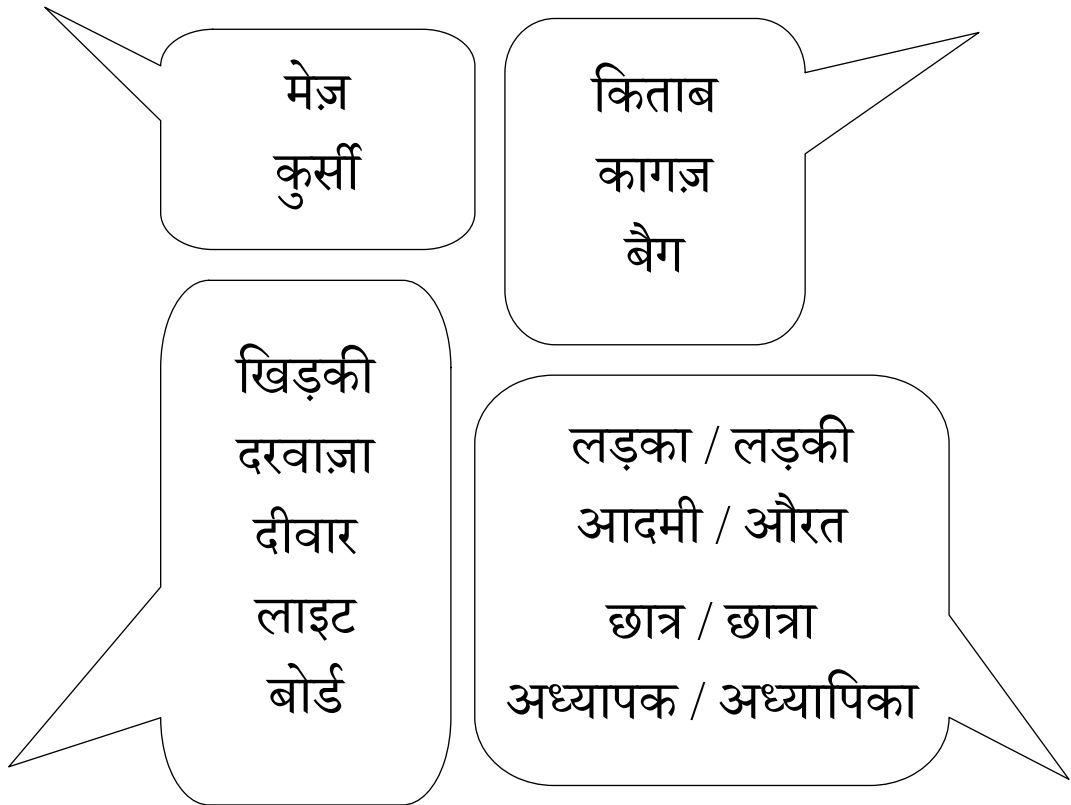 मेज़
कुर्सी
किताब
कागज़
बैग
खिड़की
दरवाज़ा
दीवार
लाइट
बोर्ड
लड़का / लड़की
आदमी / औरत
छात्र / छात्रा
अध्यापक / अध्यापिका